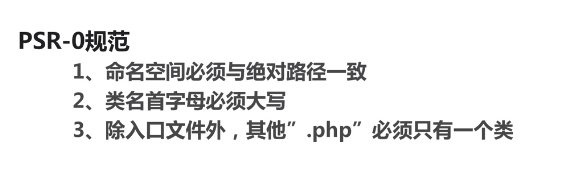 PSR-0规范
1、命名空间必须与绝对路径一致
2、类名首字母必须大写
3、除入口文件外，其他”.php”必须只有一个类